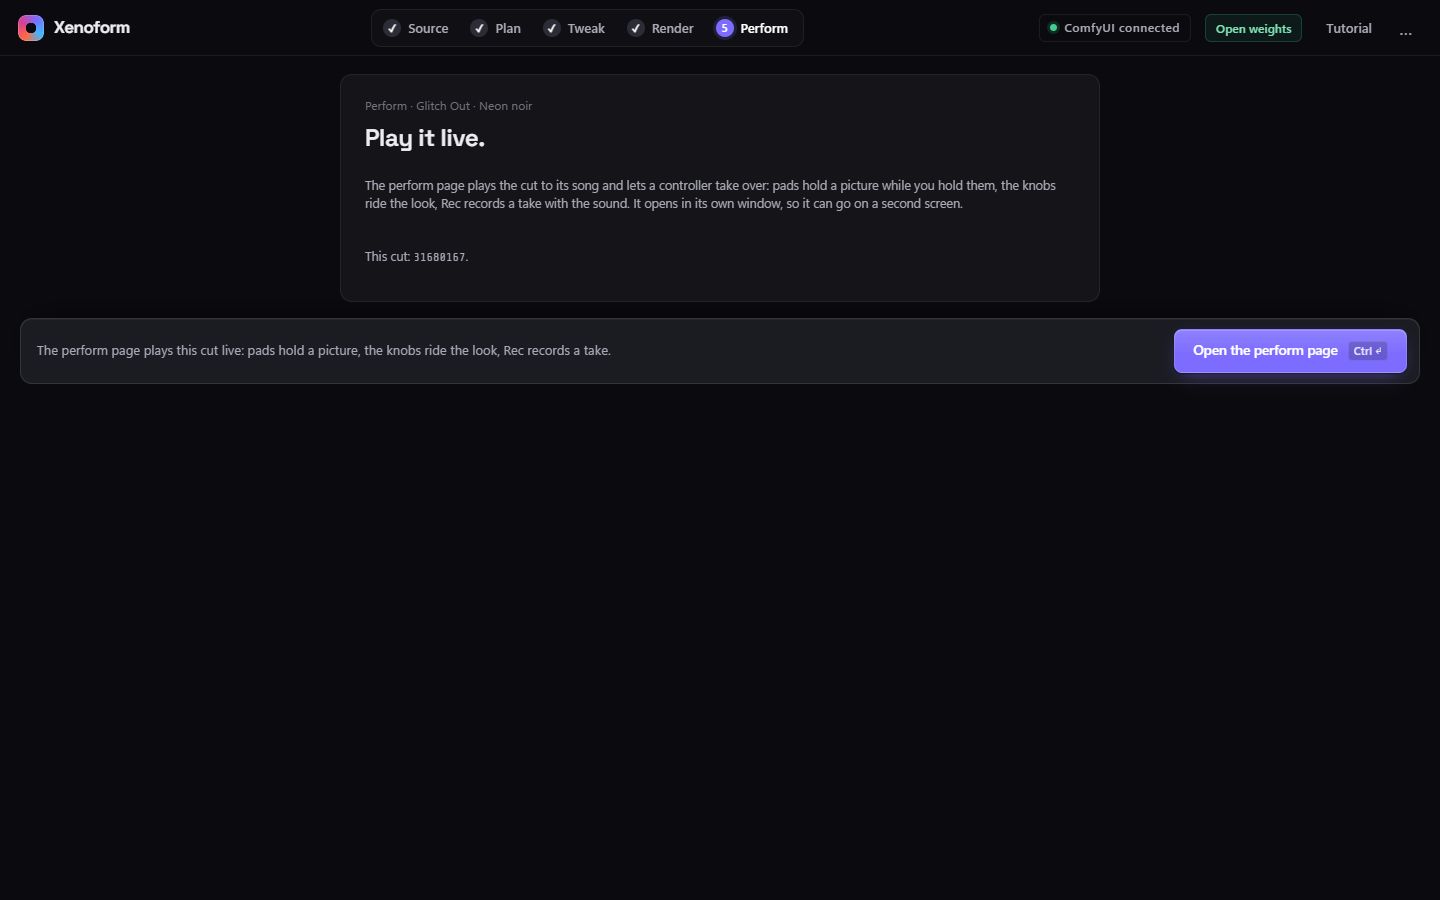 Xenoform
✓ Source ✓ Plan ✓ Tweak ✓ Render 5 Perform
ComfyUI connected
Open weights
Tutorial
...
Perform · Glitch Out · Neon noir
Play it live.
The perform page plays the cut to its song and lets a controller take over: pads hold a picture while you hold them, the knobs
ride the look, Rec records a take with the sound. It opens in its own window, so it can go on a second screen.
This cut: 31680167.
The perform page plays this cut live: pads hold a picture, the knobs ride the look, Rec records a take.
Open the perform page Ctrl ↵